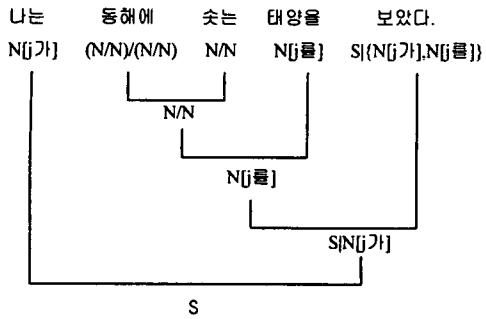 나는 동해에 솟는 태양을 보았다.
N[j가] (N/N)/(N/N) N/N N[j를] S|{N[j가],N[j를]}
N/N
N[j를]
S|N[j가]
S